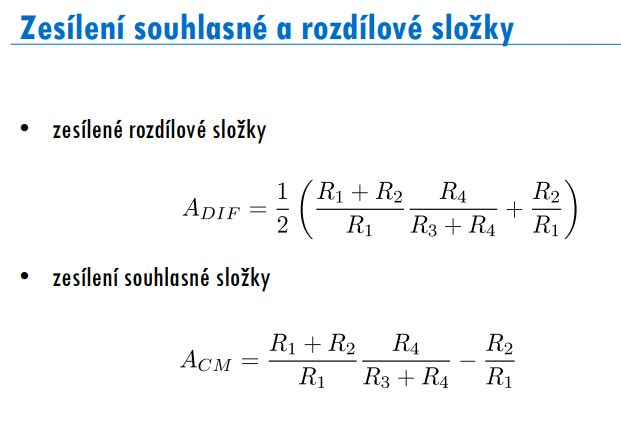 Zesílení souhlasné a rozdílové složky
• zesílené rozdílové složky
A_{DIF} = \frac{1}{2} \left( \frac{R_1 + R_2}{R_1} \frac{R_4}{R_3 + R_4} + \frac{R_2}{R_1} \right)
• zesílení souhlasné složky
A_{CM} = \frac{R_1 + R_2}{R_1} \frac{R_4}{R_3 + R_4} - \frac{R_2}{R_1}